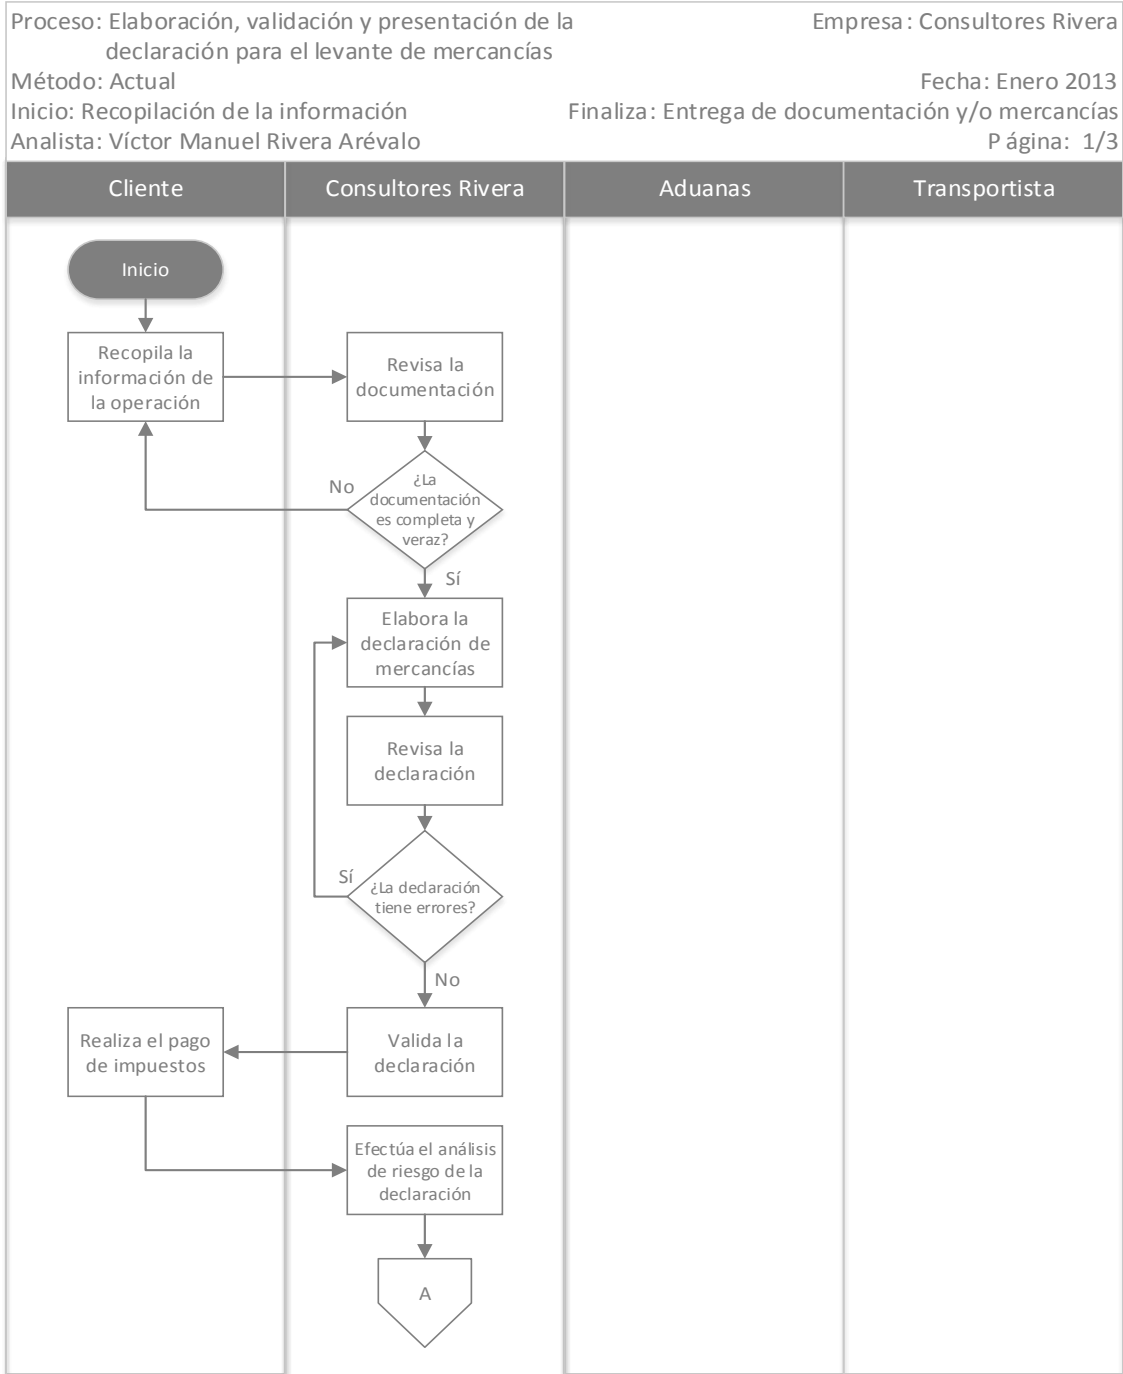 Proceso: Elaboración, validación y presentación de la
declaración para el levante de mercancías
Empresa: Consultores Rivera
Método: Actual
Fecha: Enero 2013
Inicio: Recopilación de la información
Finaliza: Entrega de documentación y/o mercancías
Analista: Víctor Manuel Rivera Arévalo
P ágina: 1/3
Cliente
Consultores Rivera
Aduanas
Transportista
Inicio
Recopila la
información de
la operación
Revisa la
documentación
¿La
documentación
es completa y
veraz?
No
Sí
Elabora la
declaración de
mercancías
Revisa la
declaración
¿La declaración
tiene errores?
Sí
No
Valida la
declaración
Realiza el pago
de impuestos
Efectúa el análisis
de riesgo de la
declaración
A